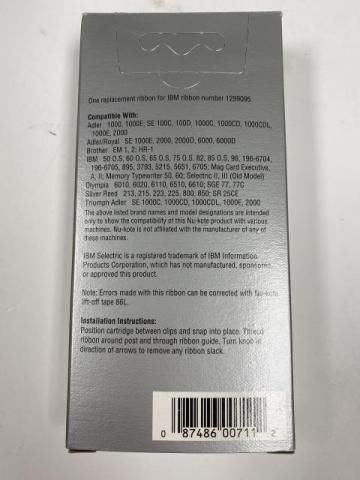 One replacement ribbon for IBM ribbon number 1299095.
Compatible With:
Adler 1000, 1000E; SE 100C, 100D, 1000C, 1000CD, 1000CDL,
1000E, 2000
Adler/Royal SE 1000E, 2000, 2000D, 6000, 6000D
Brother EM 1, 2; HR-1
IBM 50 O.S, 60 O.S, 65 O.S, 75 O.S. 82, 85 O.S, 96, 196-6704,
196-6705, 895, 3793, 5215, 5651, 6705; Mag Card Executive,
A, II; Memory Typewriter 50, 60; Selectric II, III (Old Model)
Olympia 6010, 6020, 6110, 6510, 6610; SGE 77, 77C
Silver Reed 213, 215, 223, 225, 800, 850; SR 25CE
Triumph Adler SE 1000C, 1000CD, 1000CDL, 1000E, 2000
The above listed brand names and model designations are intended
only to show the compatibility of this Nu-kote product with various
machines. Nu-kote is not affiliated with the manufacturer of any of
these machines.
IBM Selectric is a registered trademark of IBM Information
Products Corporation, which has not manufactured, sponsored
or approved this product.
Note: Errors made with this ribbon can be corrected with Nu-kote
lift-off tape 86L.
Installation Instructions:
Position cartridge between clips and snap into place. Thread
ribbon around post and through ribbon guide. Turn knob in
direction of arrows to remove any ribbon slack.
0 87486 00711 2